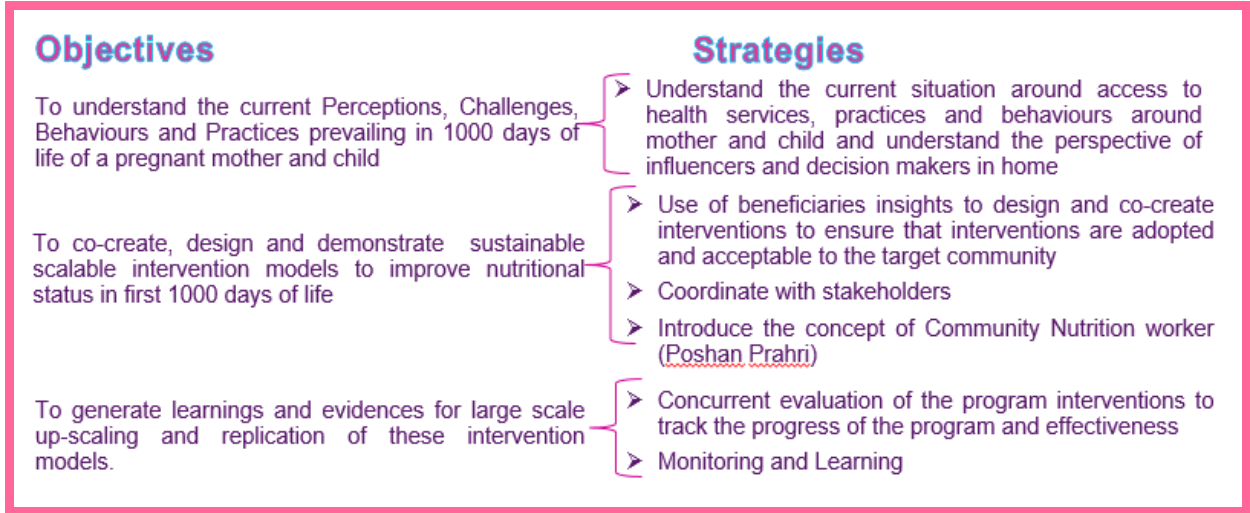 Objectives
To understand the current Perceptions, Challenges,
Behaviours and Practices prevailing in 1000 days of
life of a pregnant mother and child
To co-create, design and demonstrate sustainable
scalable intervention models to improve nutritional
status in first 1000 days of life
To generate learnings and evidences for large scale
up-scaling and replication of these intervention
models.
Strategies
➤ Understand the current situation around access to
health services, practices and behaviours around
mother and child and understand the perspective of
influencers and decision makers in home
➤ Use of beneficiaries insights to design and co-create
interventions to ensure that interventions are adopted
and acceptable to the target community
➤ Coordinate with stakeholders
➤ Introduce the concept of Community Nutrition worker
(Poshan Prahri)
➤ Concurrent evaluation of the program interventions to
track the progress of the program and effectiveness
➤ Monitoring and Learning